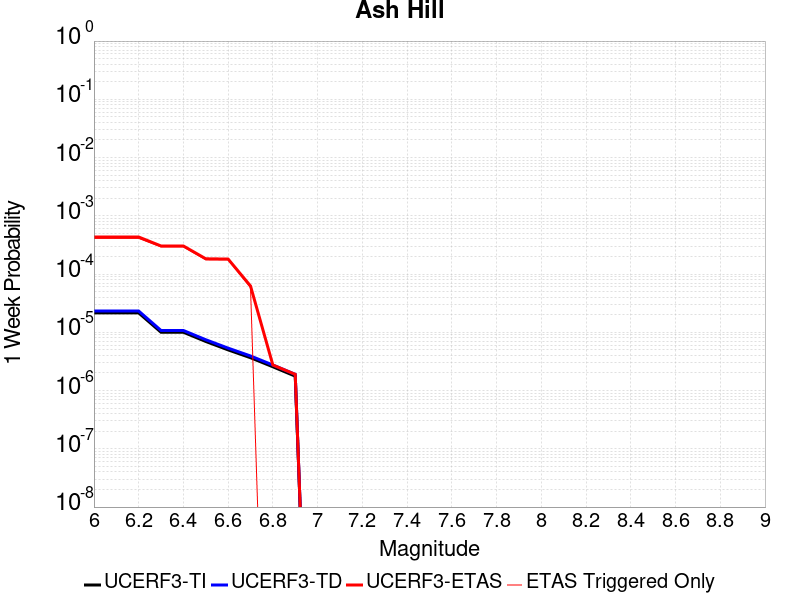 Ash Hill
10^0
10^-1
10^-2
10^-3
10^-4
10^-5
10^-6
10^-7
10^-8
1 Week Probability
6 6.2 6.4 6.6 6.8 7 7.2 7.4 7.6 7.8 8 8.2 8.4 8.6 8.8 9
Magnitude
UCERF3-TI UCERF3-TD UCERF3-ETAS ETAS Triggered Only